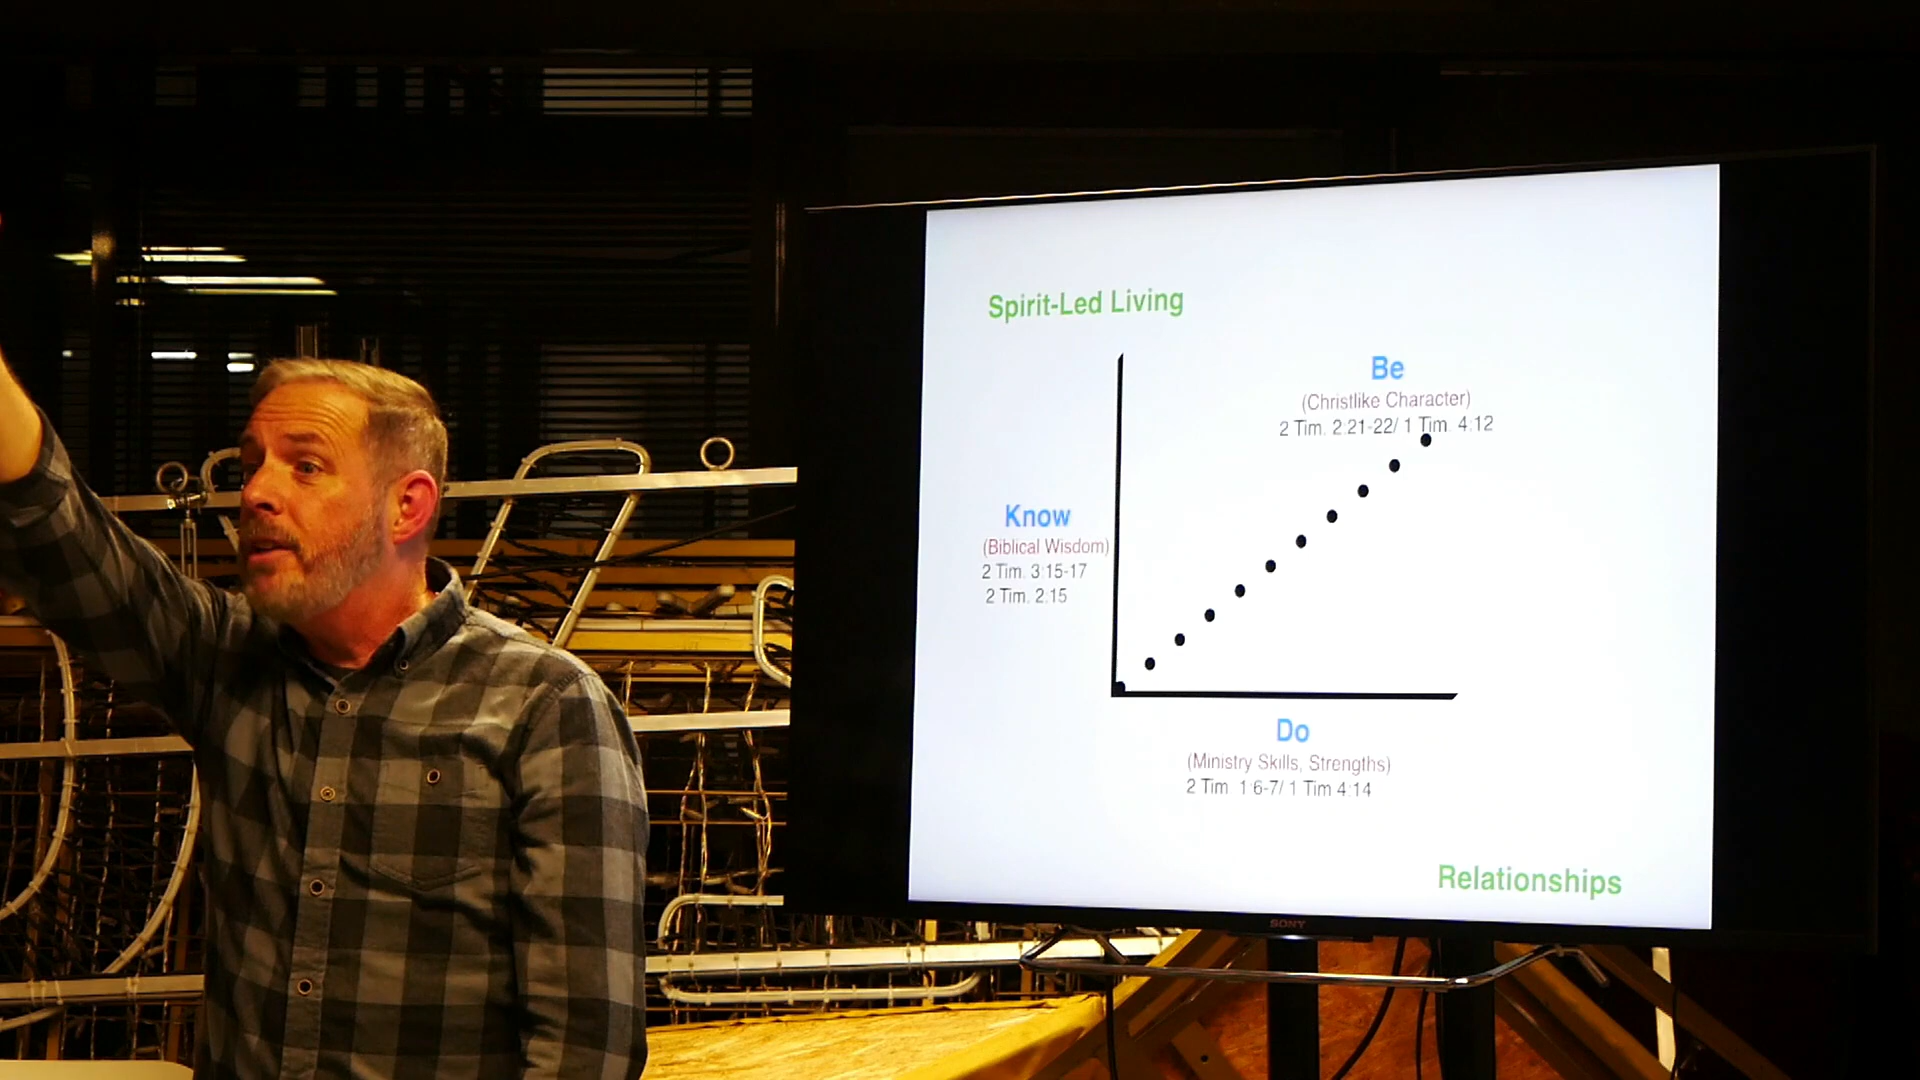 Spirit-Led Living
Be
(Christlike Character)
2 Tim. 2:21-22/ 1 Tim. 4:12
Know
(Biblical Wisdom)
2 Tim. 3:15-17
2 Tim. 2:15
Do
(Ministry Skills, Strengths)
2 Tim 1:6-7/ 1 Tim 4:14
Relationships
SONY